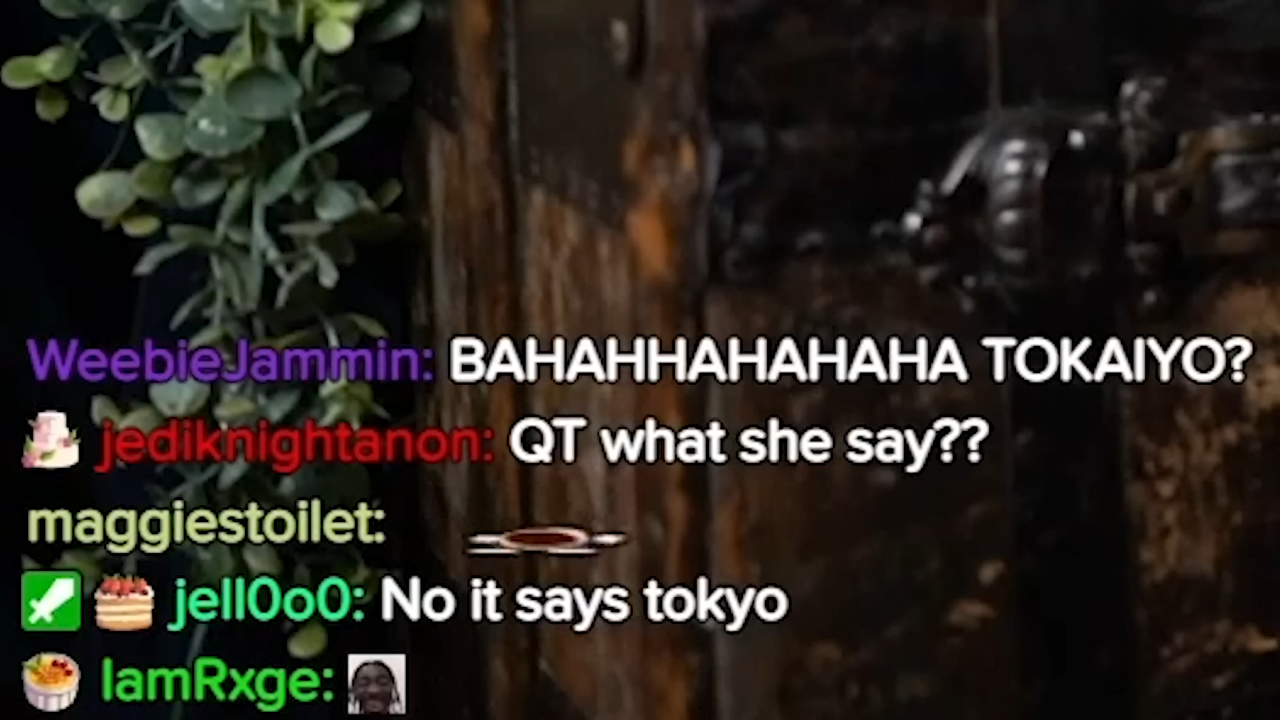 WeebieJammin: BAHAHHAHAHAHA TOKAIYO?
jediknightanon: QT what she say??
maggiestoilet:
jell0o0: No it says tokyo
IamRxge: